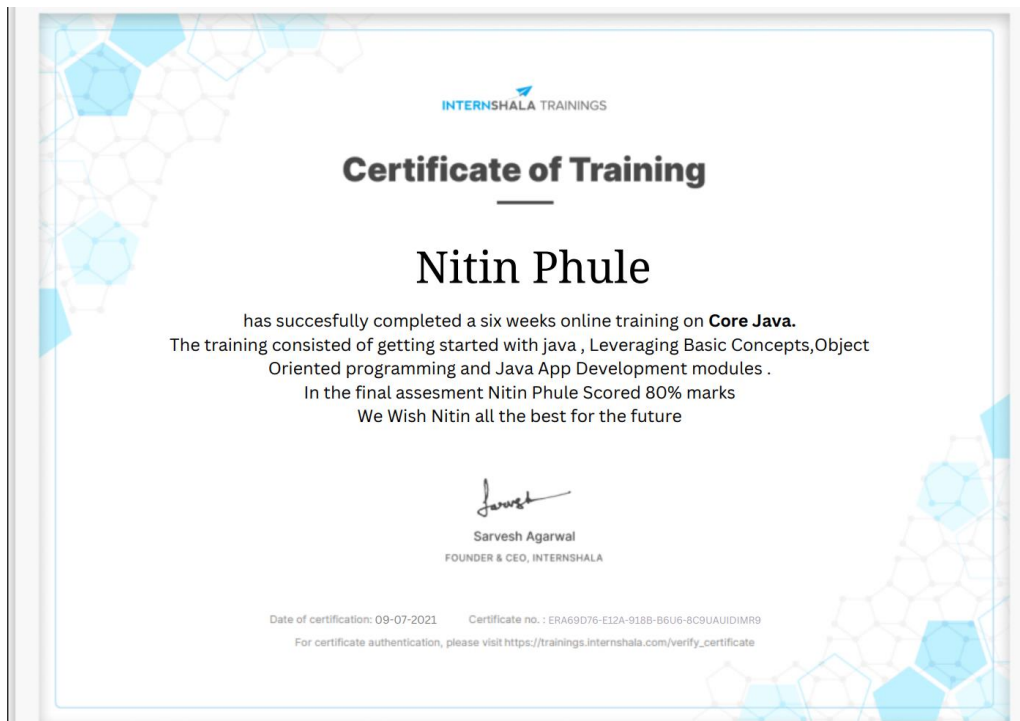 INTERNSHALA TRAININGS
Certificate of Training
Nitin Phule
has succesfully completed a six weeks online training on Core Java.
The training consisted of getting started with java , Leveraging Basic Concepts,Object
Oriented programming and Java App Development modules .
In the final assesment Nitin Phule Scored 80% marks
We Wish Nitin all the best for the future
Sarvesh Agarwal
FOUNDER & CEO, INTERNSHALA
Date of certification: 09-07-2021 Certificate no. : ERA69D76-E12A-918B-B6U6-8C9UAUIDIMR9
For certificate authentication, please visit https://trainings.internshala.com/verify_certificate